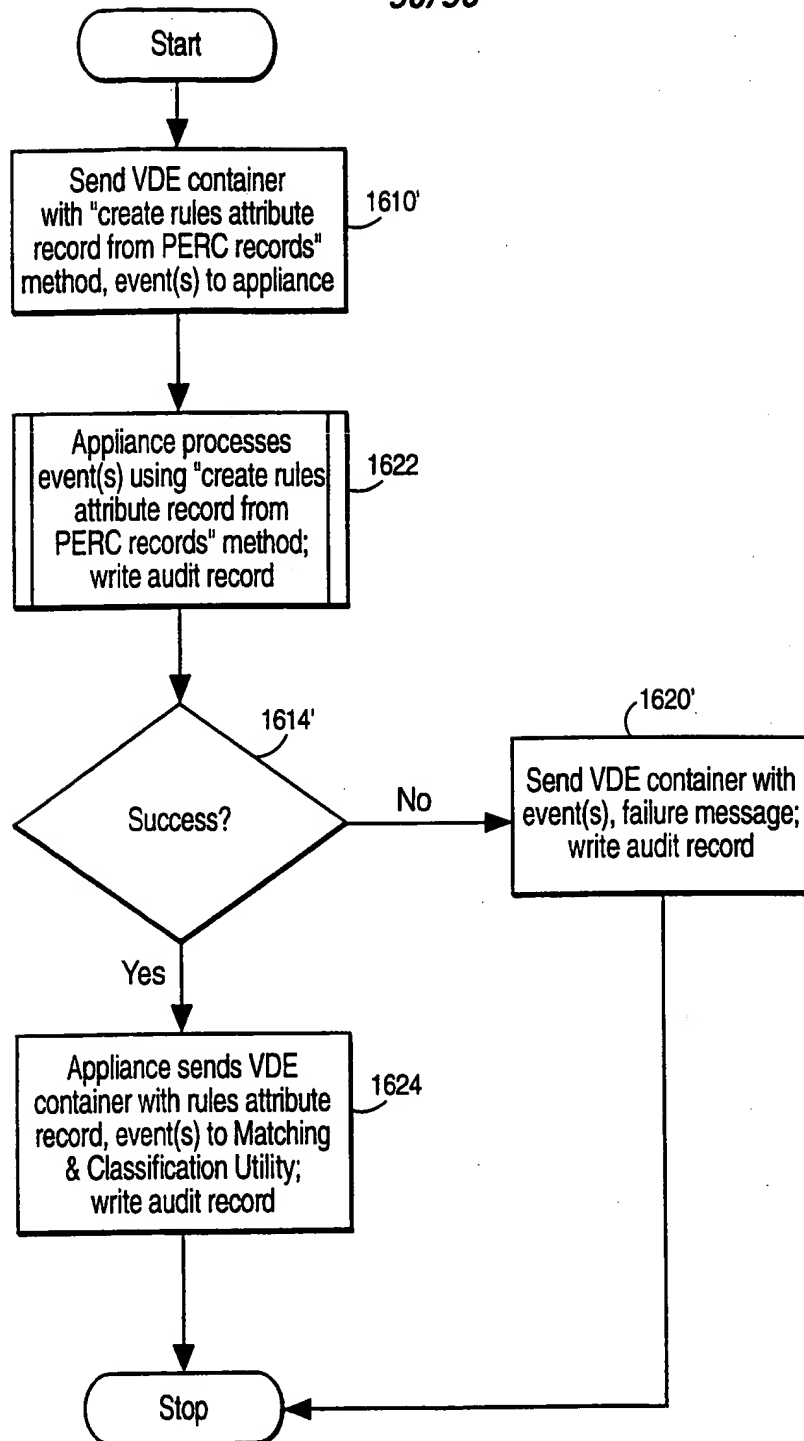 Start
Send VDE container
with "create rules attribute
record from PERC records"
method, event(s) to appliance
1610'
Appliance processes
event(s) using "create rules
attribute record from
PERC records" method;
write audit record
1622
1614'
Success?
No
1620'
Send VDE container with
event(s), failure message;
write audit record
Yes
Appliance sends VDE
container with rules attribute
record, event(s) to Matching
& Classification Utility;
write audit record
1624
Stop